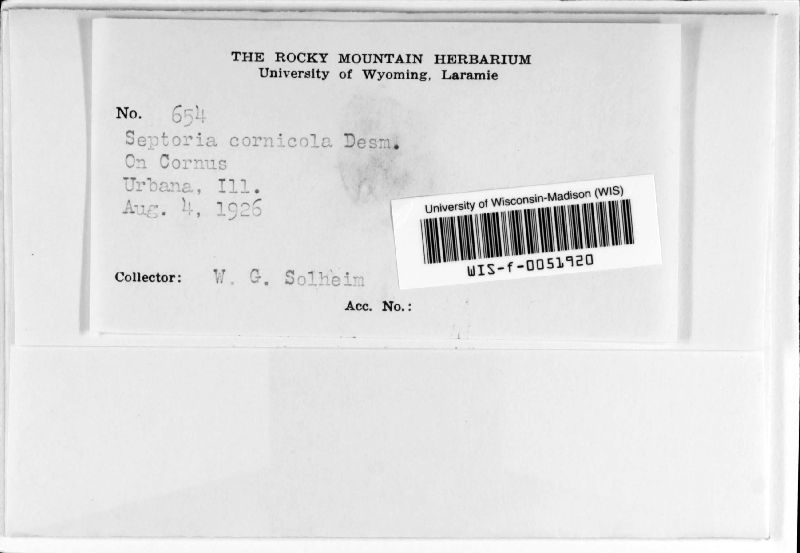 THE ROCKY MOUNTAIN HERBARIUM
University of Wyoming, Laramie
No. 654
Septoria cornicola Desm.
On Cornus
Urbana, Ill.
Aug. 4, 1926
University of Wisconsin-Madison (WIS)
WIS-f-0051920
Collector: W. G. Solheim
Acc. No.: